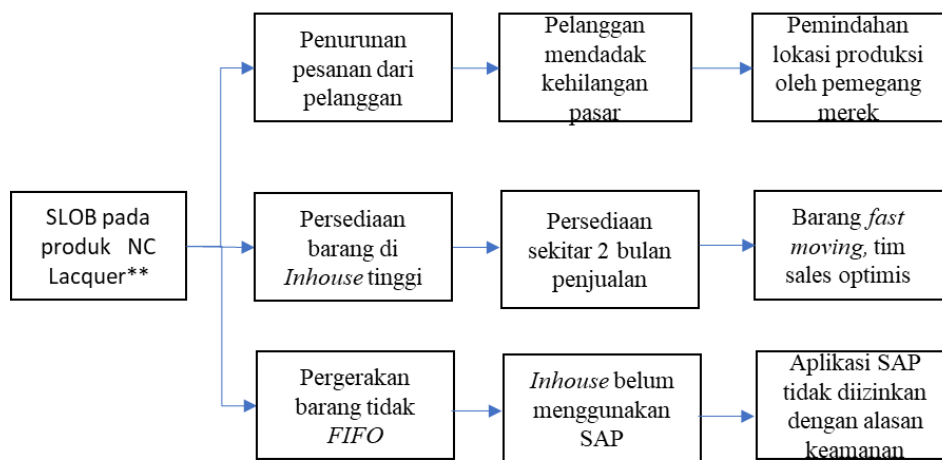 SLOB pada
produk NC
Lacquer**
Penurunan
pesanan dari
pelanggan
Pelanggan
mendadak
kehilangan
pasar
Pemindahan
lokasi produksi
oleh pemegang
merek
Persediaan
barang di
Inhouse tinggi
Persediaan
sekitar 2 bulan
penjualan
Barang fast
moving, tim
sales optimis
Pergerakan
barang tidak
FIFO
Inhouse belum
menggunakan
SAP
Aplikasi SAP
tidak diizinkan
dengan alasan
keamanan